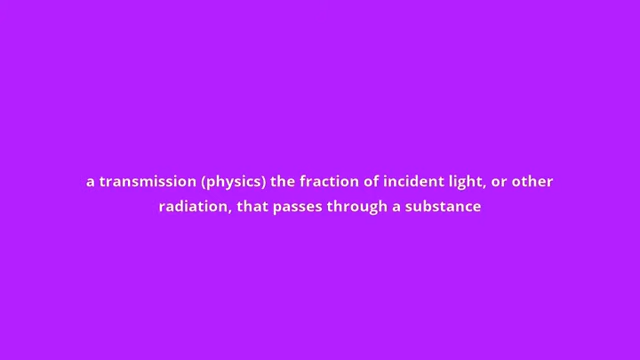 a transmission (physics) the fraction of incident light, or other
radiation, that passes through a substance